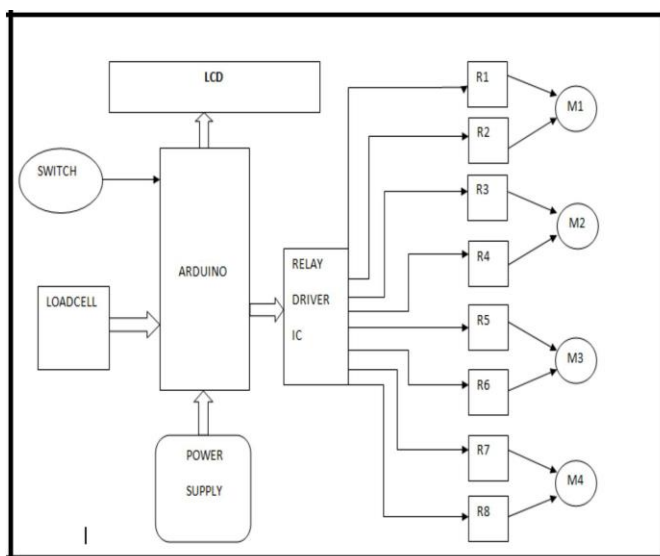 LCD
SWITCH
ARDUINO
LOADCELL
POWER
SUPPLY
RELAY
DRIVER
IC
R1
R2
R3
R4
R5
R6
R7
R8
M1
M2
M3
M4